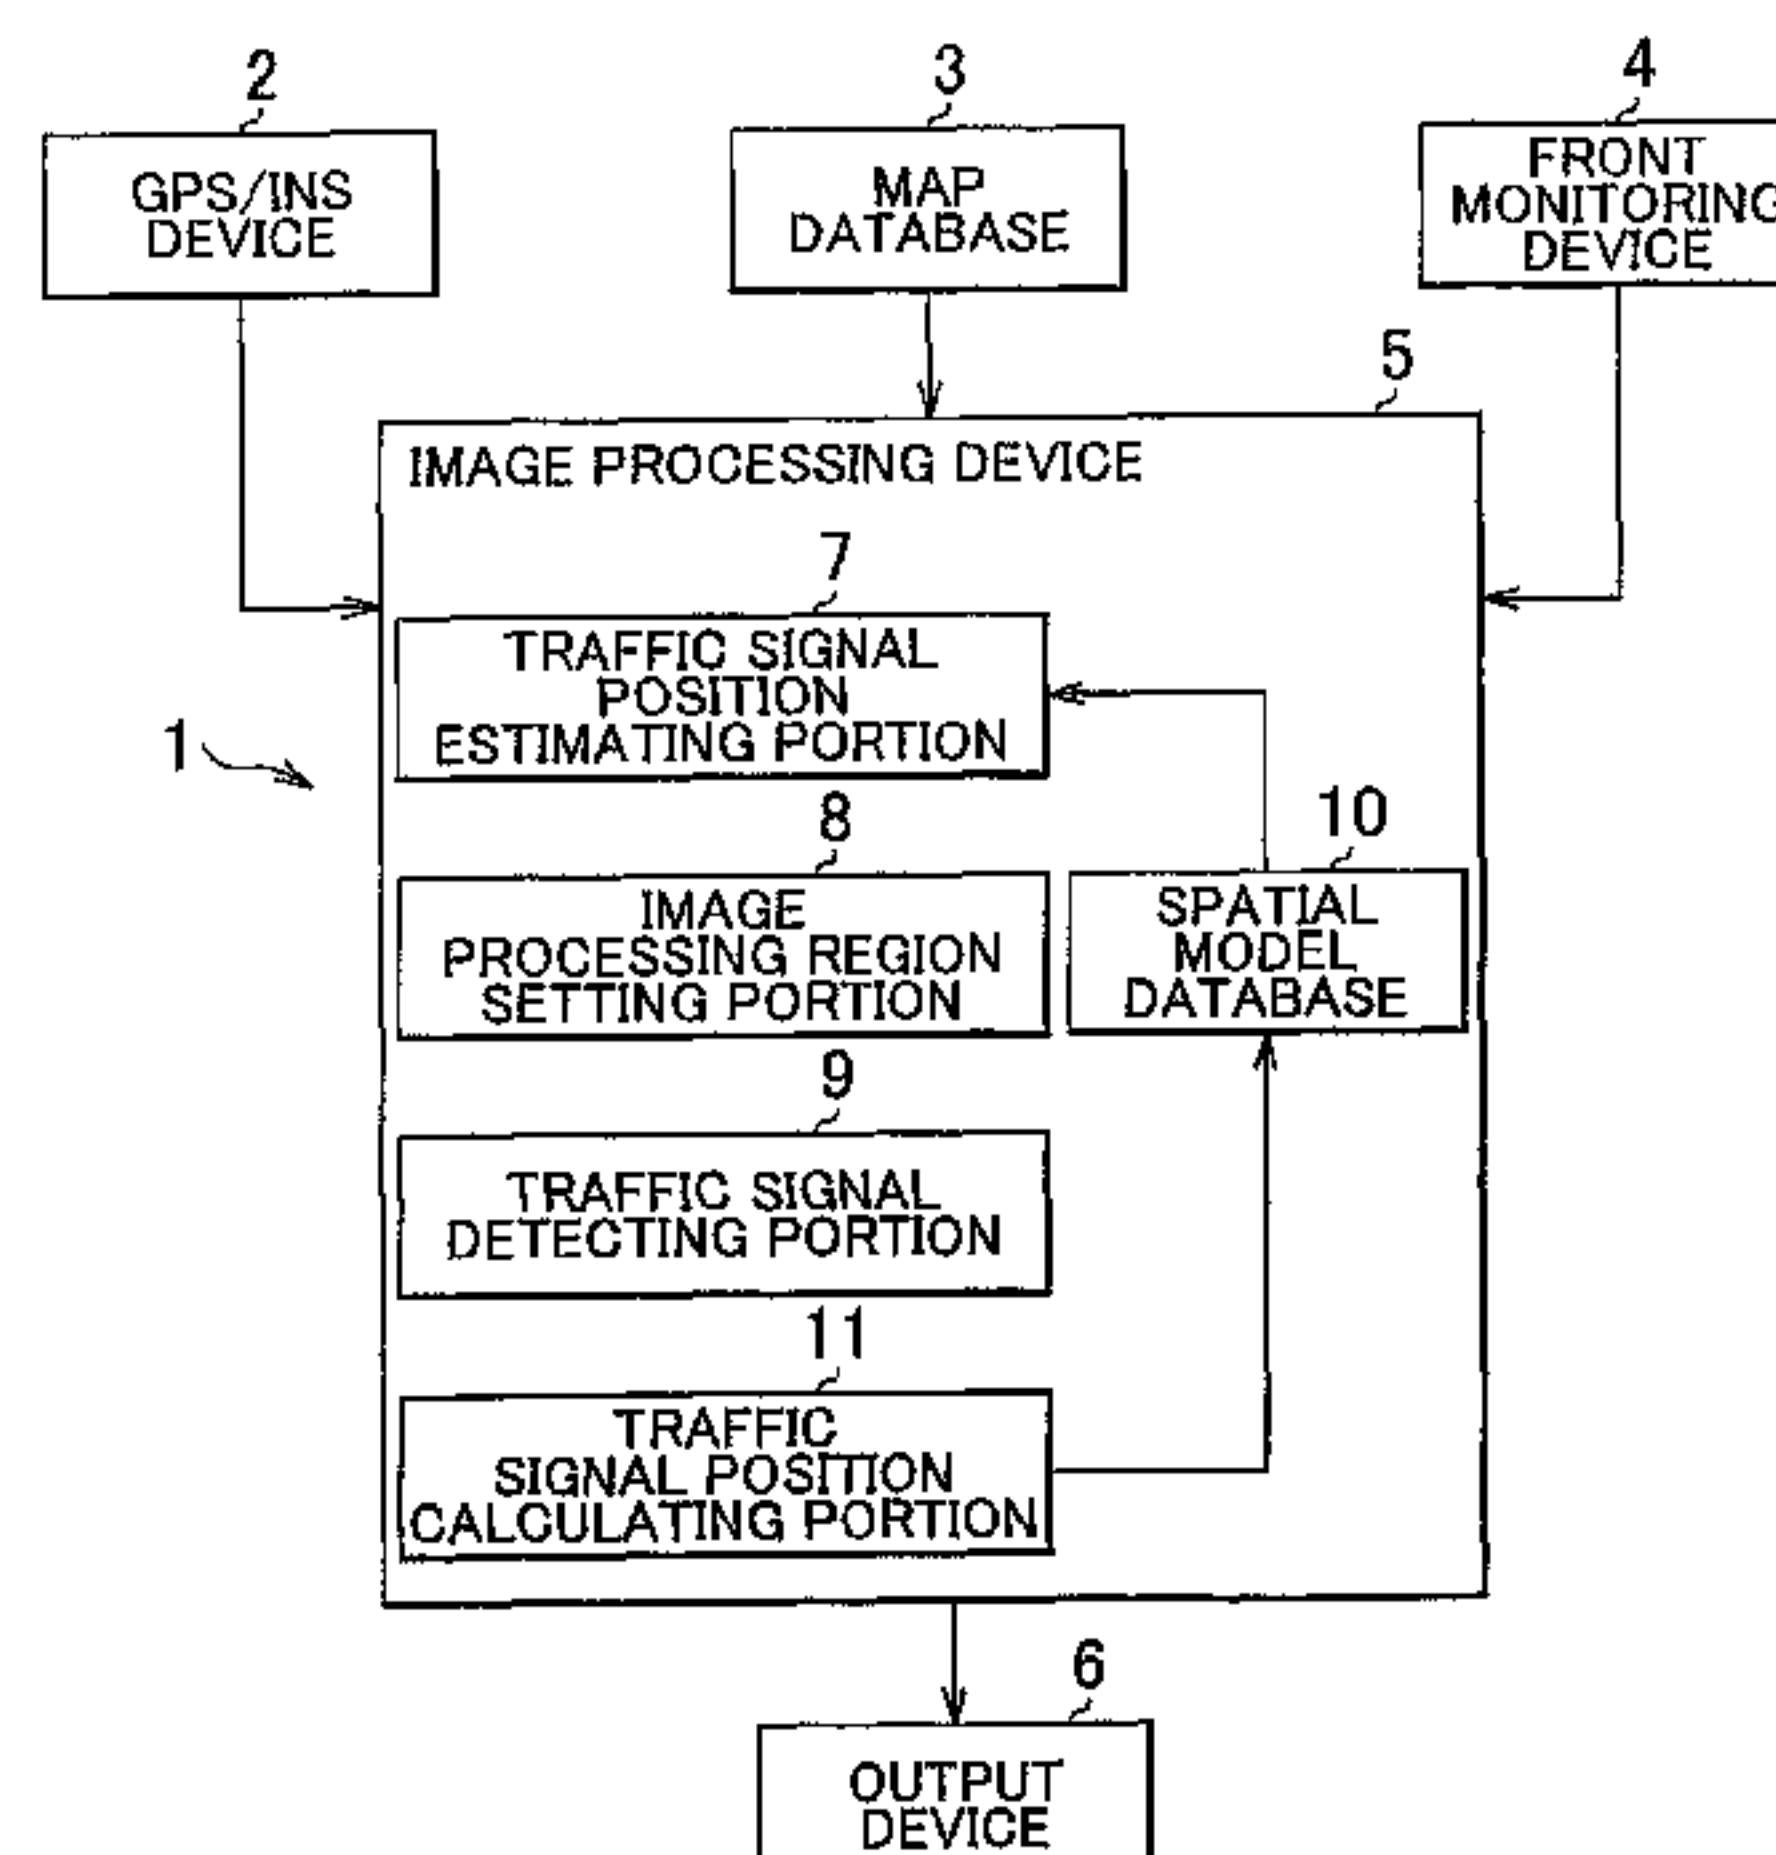 2
3
4
GPS/INS
DEVICE
MAP
DATABASE
FRONT
MONITORING
DEVICE
5
IMAGE PROCESSING DEVICE
7
TRAFFIC SIGNAL
POSITION
ESTIMATING PORTION
1
8
10
IMAGE
PROCESSING REGION
SETTING PORTION
SPATIAL
MODEL
DATABASE
9
TRAFFIC SIGNAL
DETECTING PORTION
11
TRAFFIC
SIGNAL POSITION
CALCULATING PORTION
6
OUTPUT
DEVICE